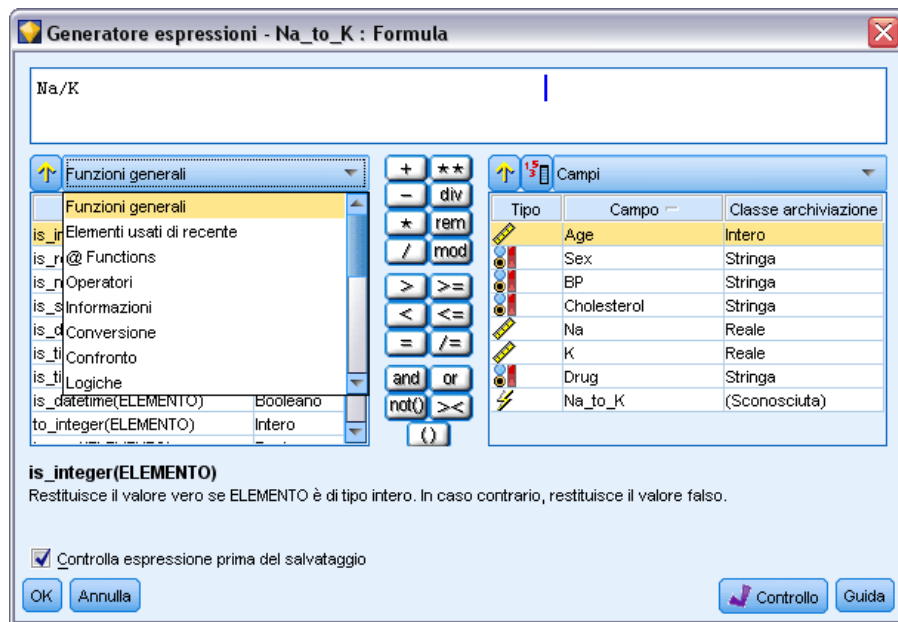 Generatore espressioni - Na_to_K : Formula
Na/K
Funzioni generali
Funzioni generali
Elementi usati di recente
@ Functions
Operatori
Informazioni
Conversione
Confronto
Logiche
is_datetime(ELEMENTO) Booleano
to_integer(ELEMENTO) Intero
+ **
- div
* rem
/ mod
> >=
< <=
= /=
and or
not() ><
()
Campi
Tipo Campo Classe archiviazione
Age Intero
Sex Stringa
BP Stringa
Cholesterol Stringa
Na Reale
K Reale
Drug Stringa
Na_to_K (Sconosciuta)
is_integer(ELEMENTO)
Restituisce il valore vero se ELEMENTO è di tipo intero. In caso contrario, restituisce il valore falso.
Controlla espressione prima del salvataggio
OK Annulla Controllo Guida